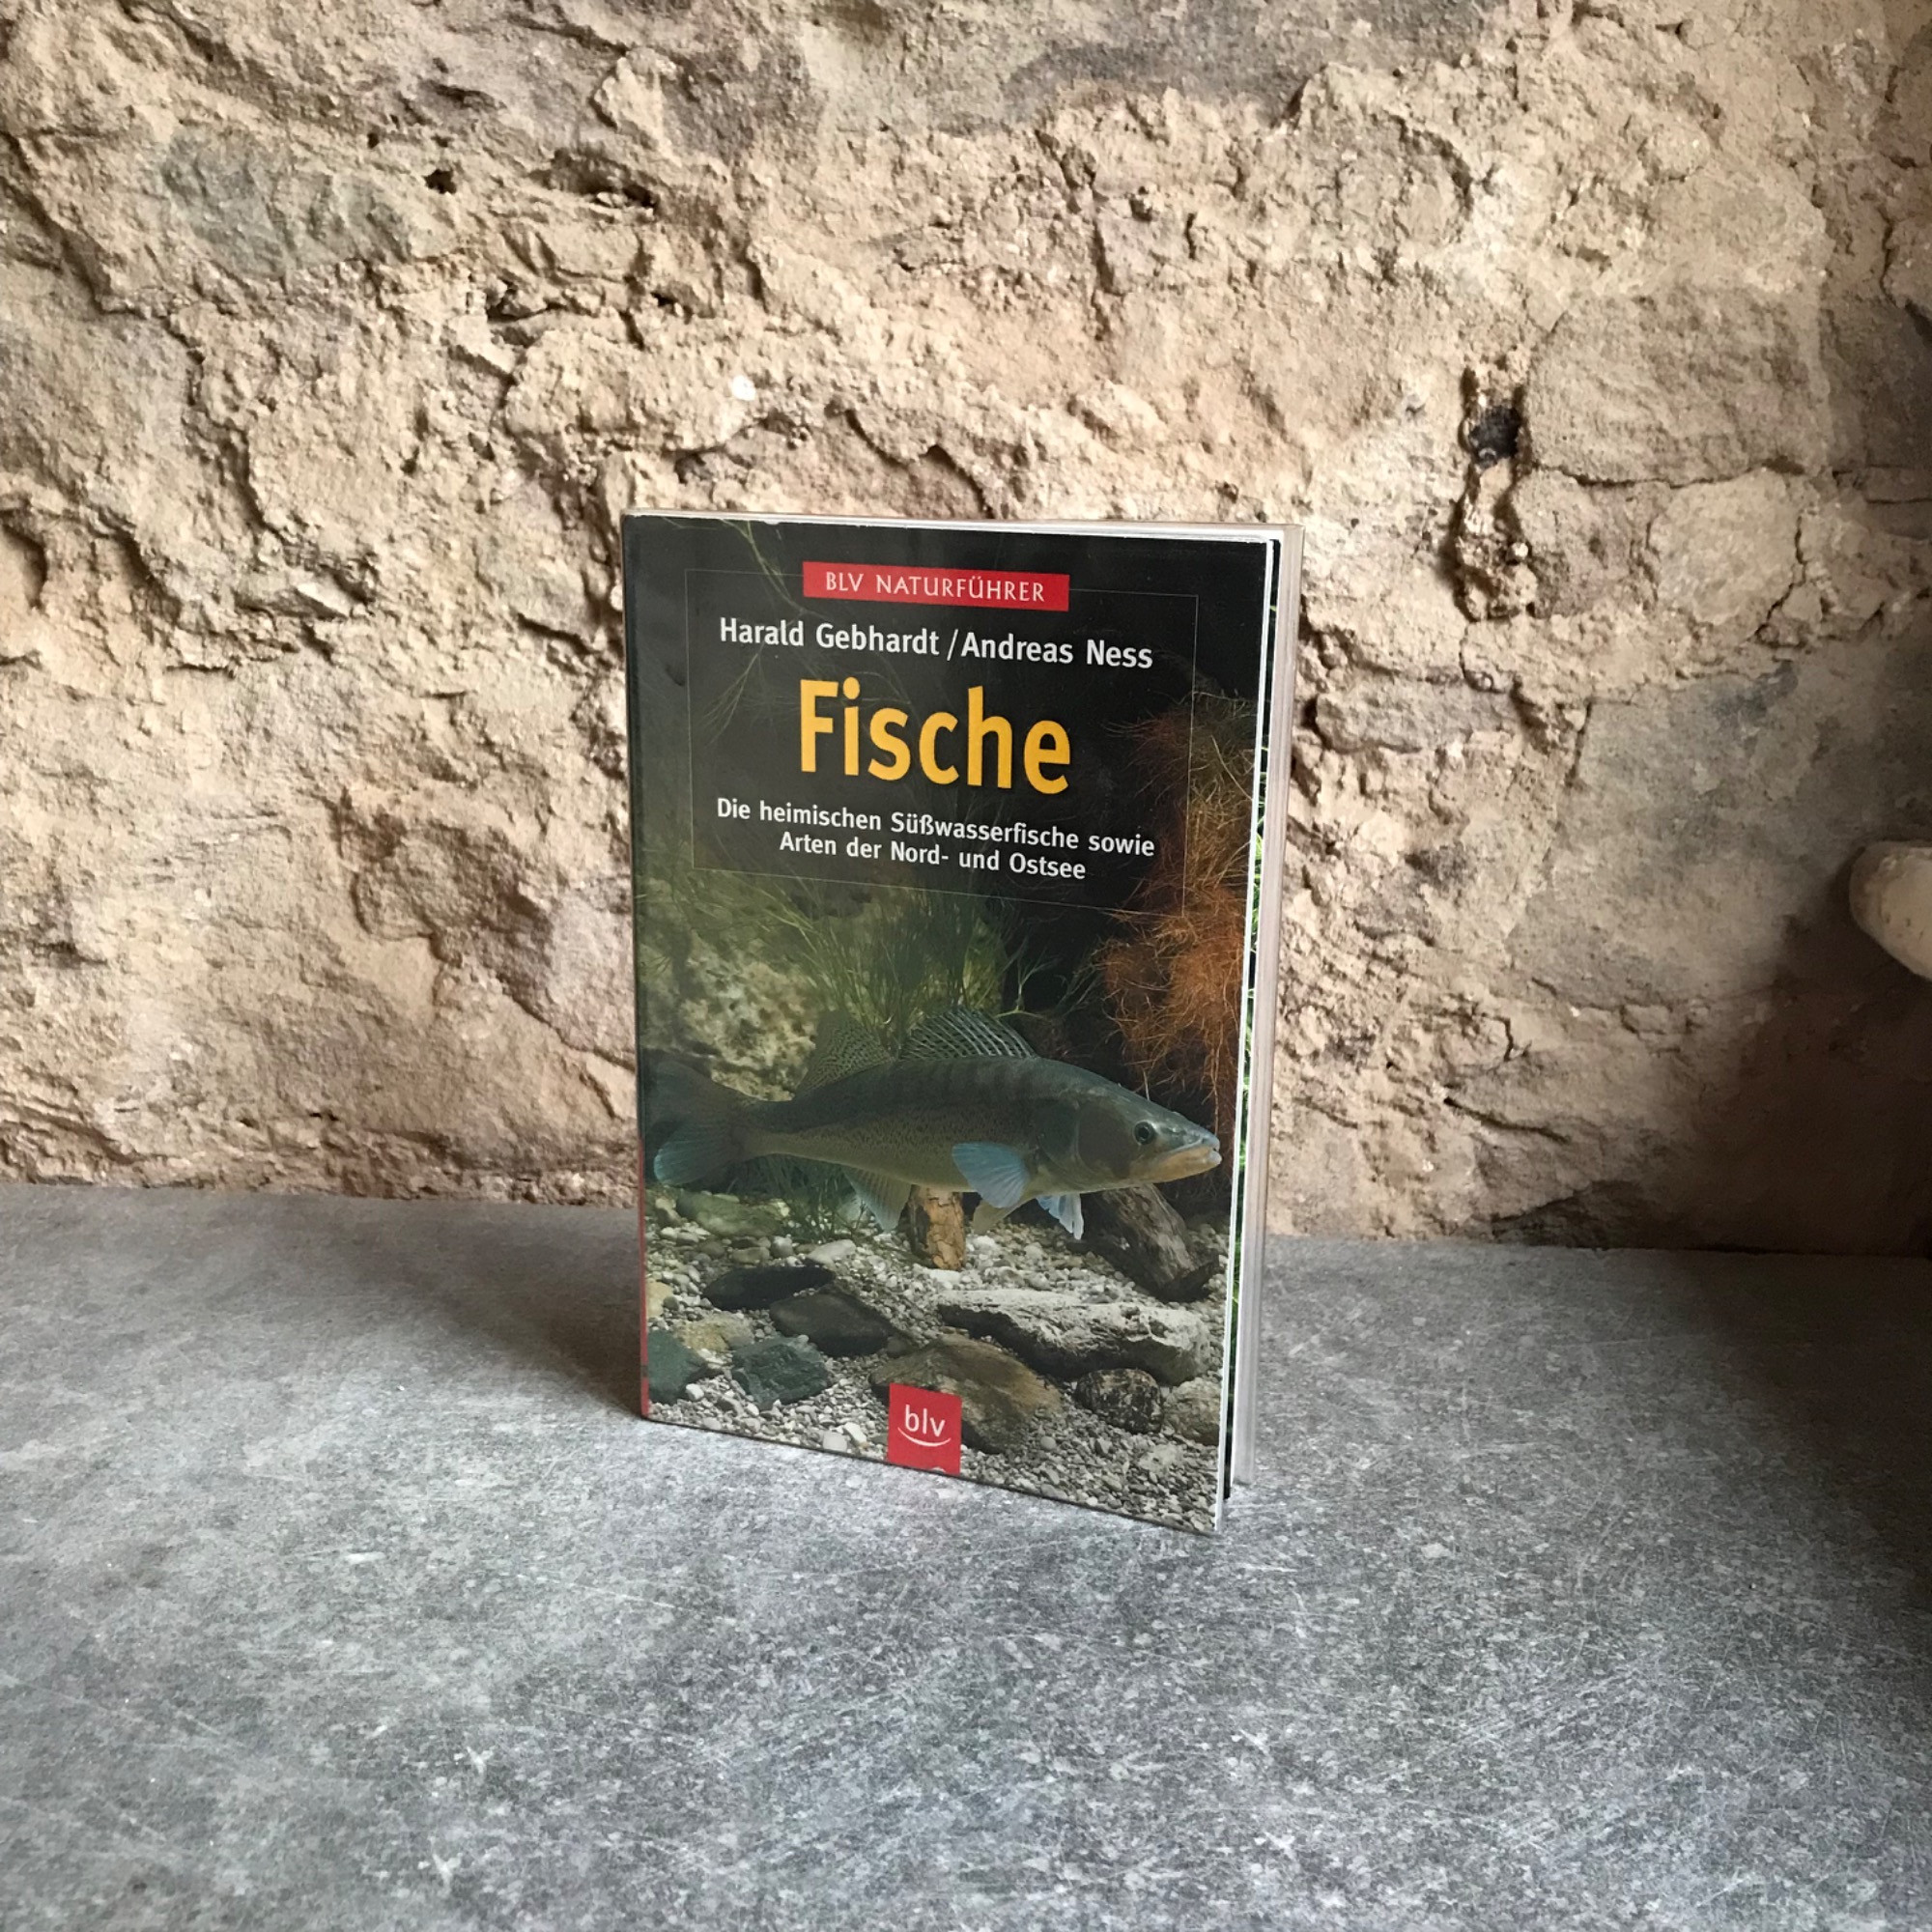 BLV NATURFÜHRER
Harald Gebhardt / Andreas Ness
Fische
Die heimischen Süßwasserfische sowie
Arten der Nord- und Ostsee
blv